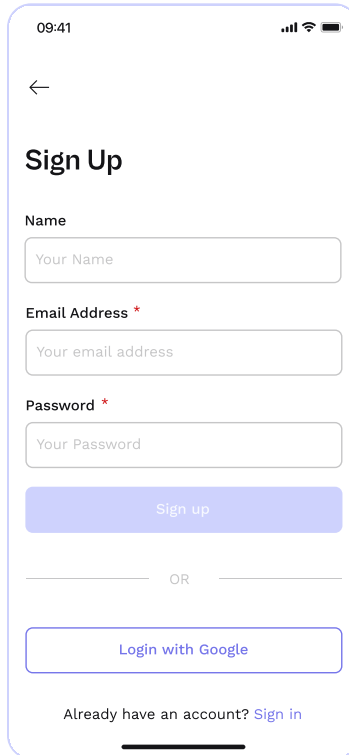 09:41
Sign Up
Name
Your Name
Email Address *
Your email address
Password *
Your Password
Sign up
OR
Login with Google
Already have an account? Sign in